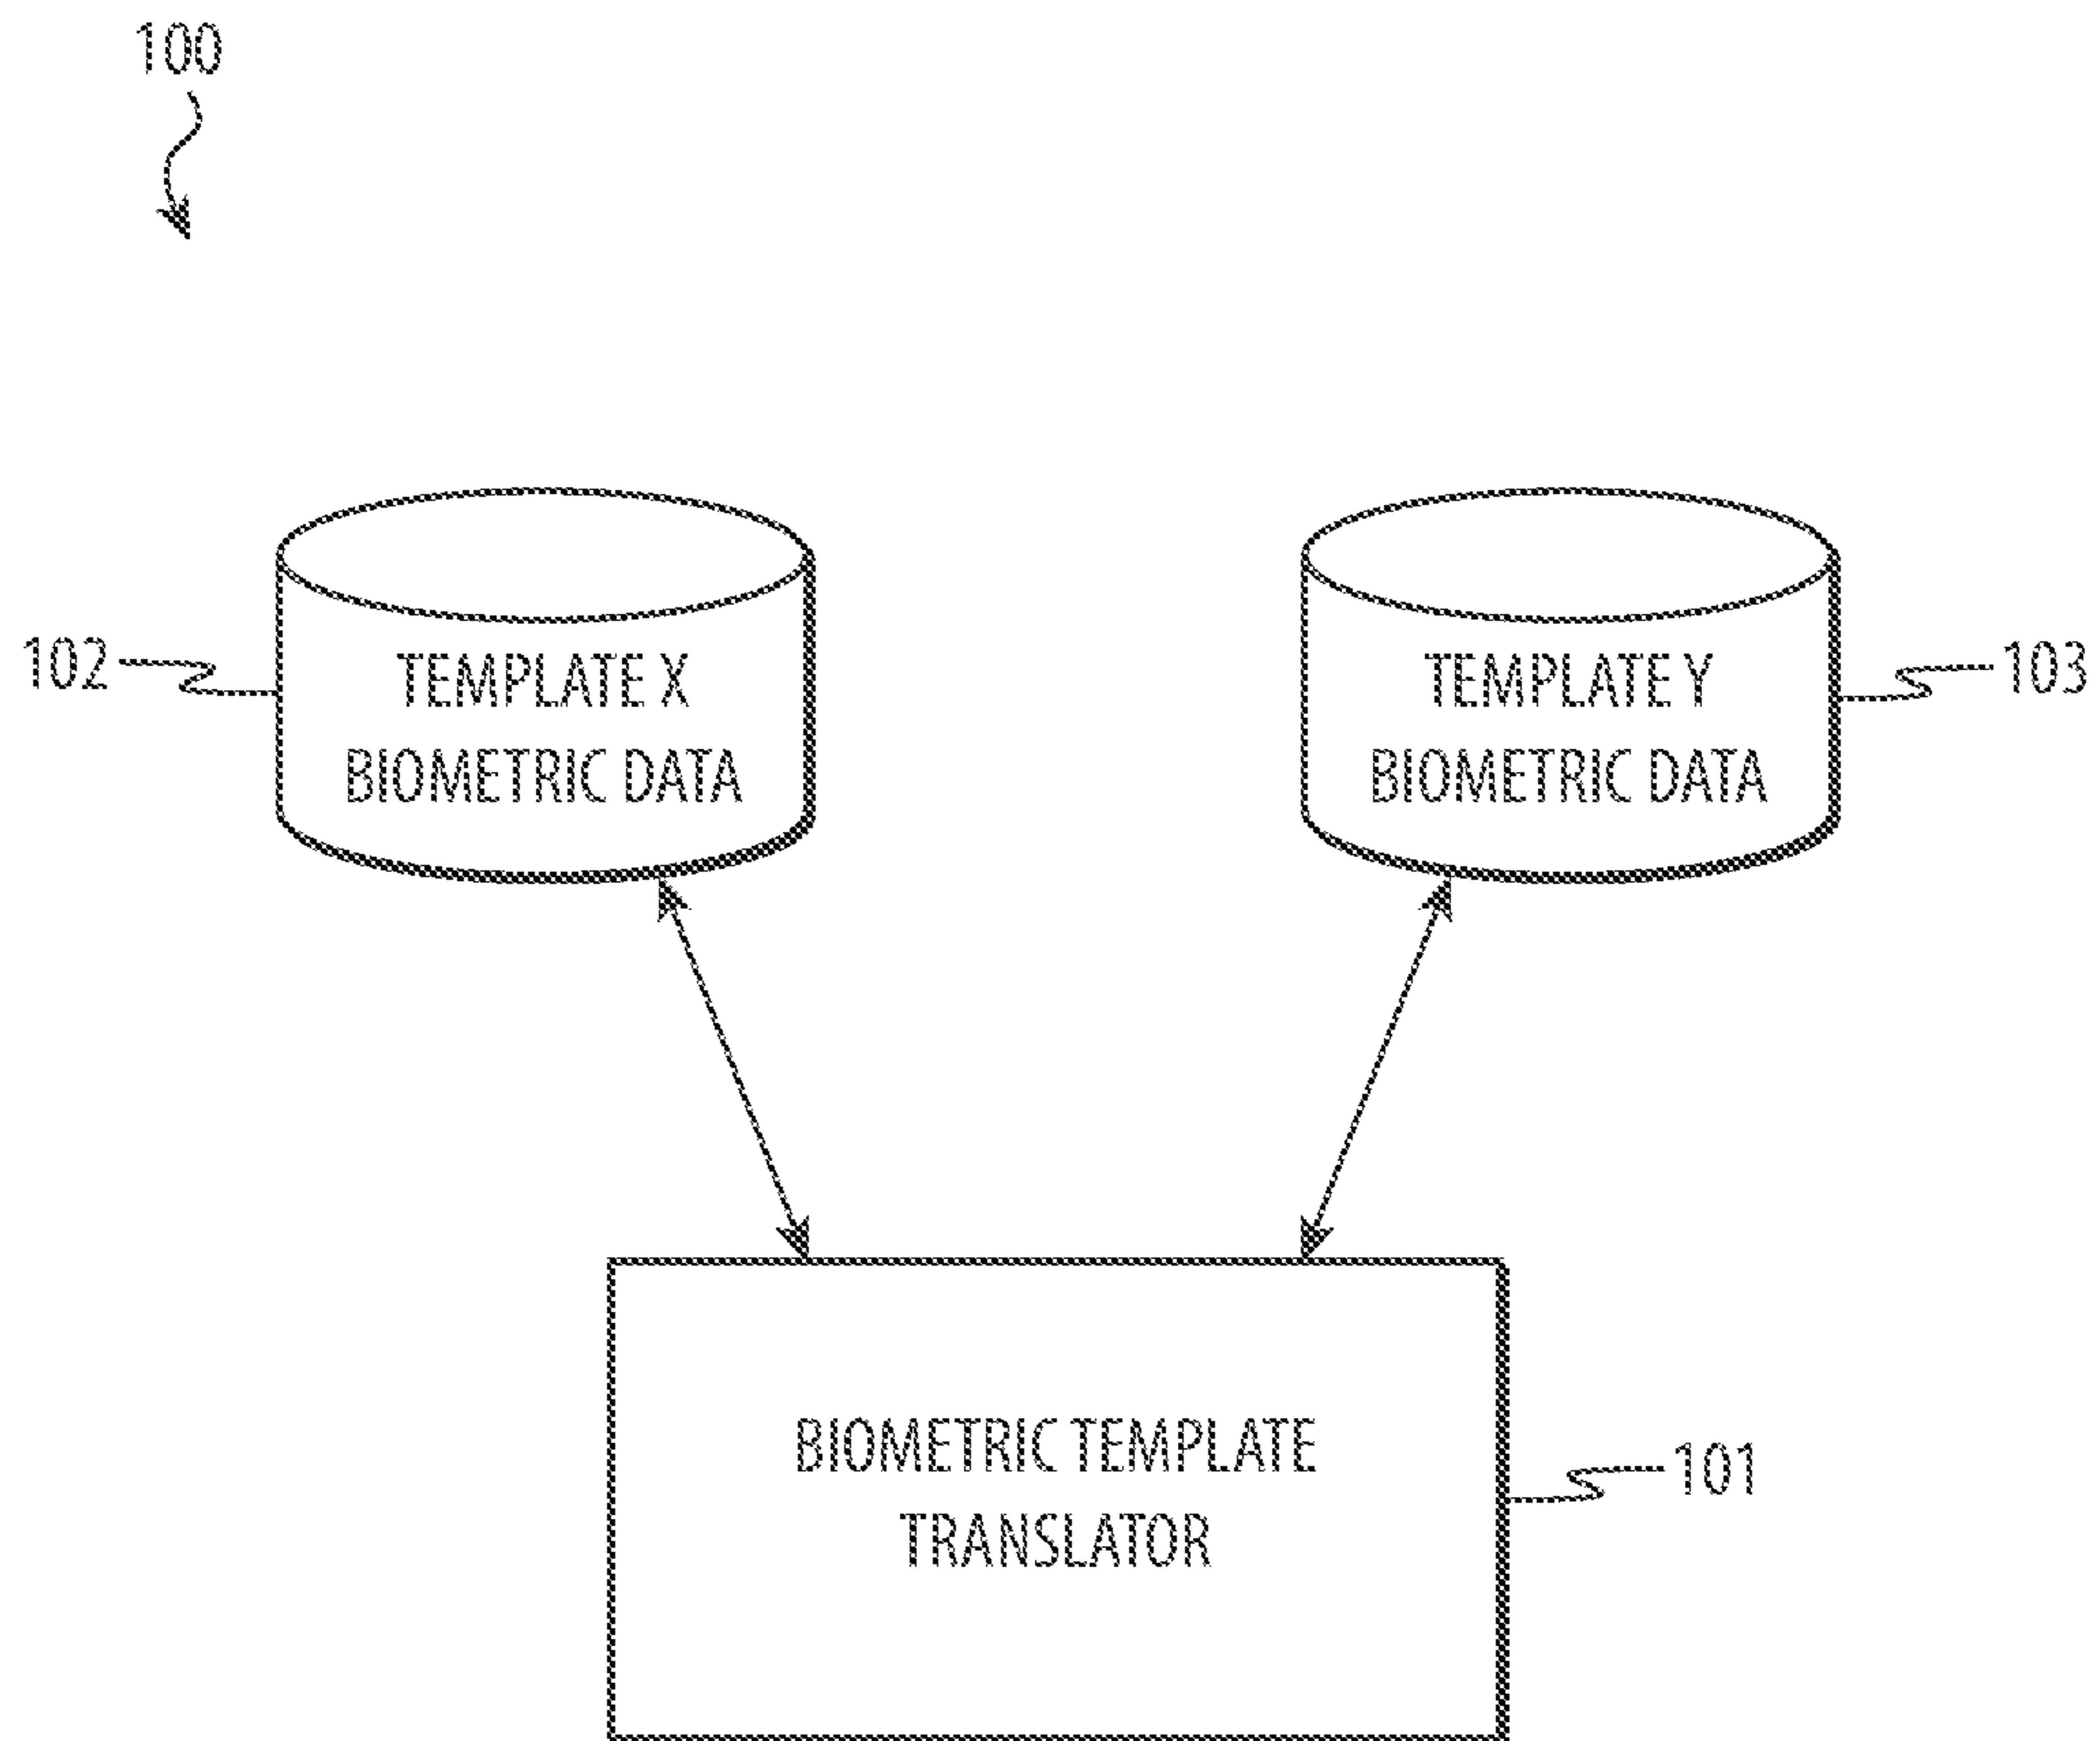 100
102
TEMPLATE X
BIOMETRIC DATA
TEMPLATE Y
BIOMETRIC DATA
103
BIOMETRIC TEMPLATE
TRANSLATOR
101